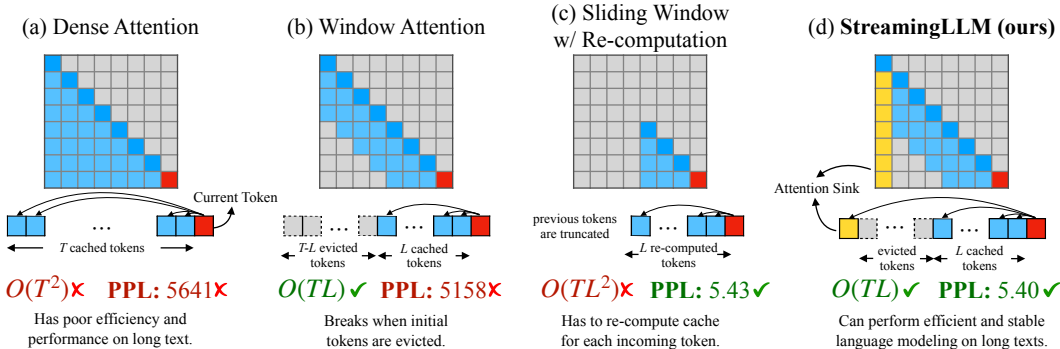 (a) Dense Attention
Current Token
...
T cached tokens
O(T²)✗ PPL: 5641✗
Has poor efficiency and
performance on long text.
(b) Window Attention
...
T-L evicted
tokens
L cached
tokens
O(TL)✓ PPL: 5158✗
Breaks when initial
tokens are evicted.
(c) Sliding Window
w/ Re-computation
previous tokens
are truncated
...
L re-computed
tokens
O(TL²)✗ PPL: 5.43✓
Has to re-compute cache
for each incoming token.
(d) StreamingLLM (ours)
Attention Sink
...
...
evicted
tokens
L cached
tokens
O(TL)✓ PPL: 5.40✓
Can perform efficient and stable
language modeling on long texts.